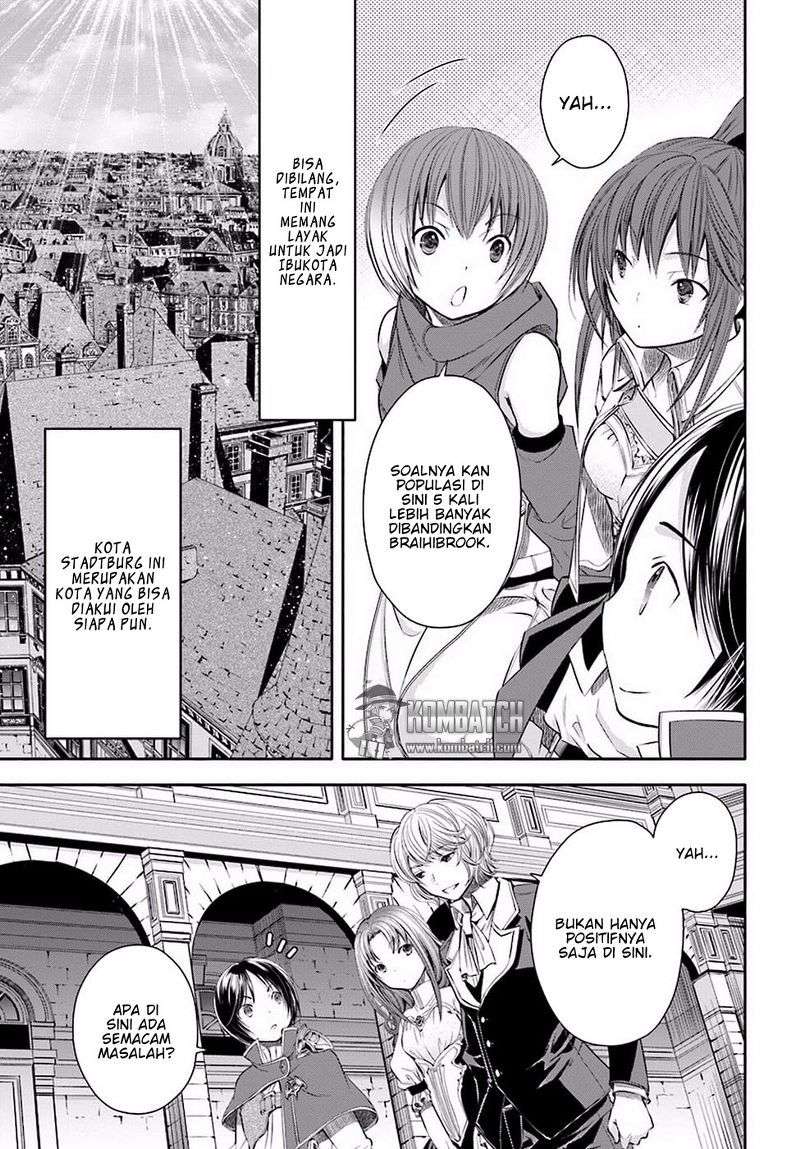 YAH...
SOALNYA KAN
POPULASI DI
SINI 5 KALI
LEBIH BANYAK
DIBANDINGKAN
BRAIHIBROOK.
BISA
DIBILANG,
TEMPAT
INI
MEMANG
LAYAK
UNTUK JADI
IBUKOTA
NEGARA.
KOTA
STADTBURG INI
MERUPAKAN
KOTA YANG BISA
DIAKUI OLEH
SIAPA PUN.
KOMBATCH
www.kombatch.com
YAH...
BUKAN HANYA
POSITIFNYA
SAJA DI SINI.
APA DI
SINI ADA
SEMACAM
MASALAH?